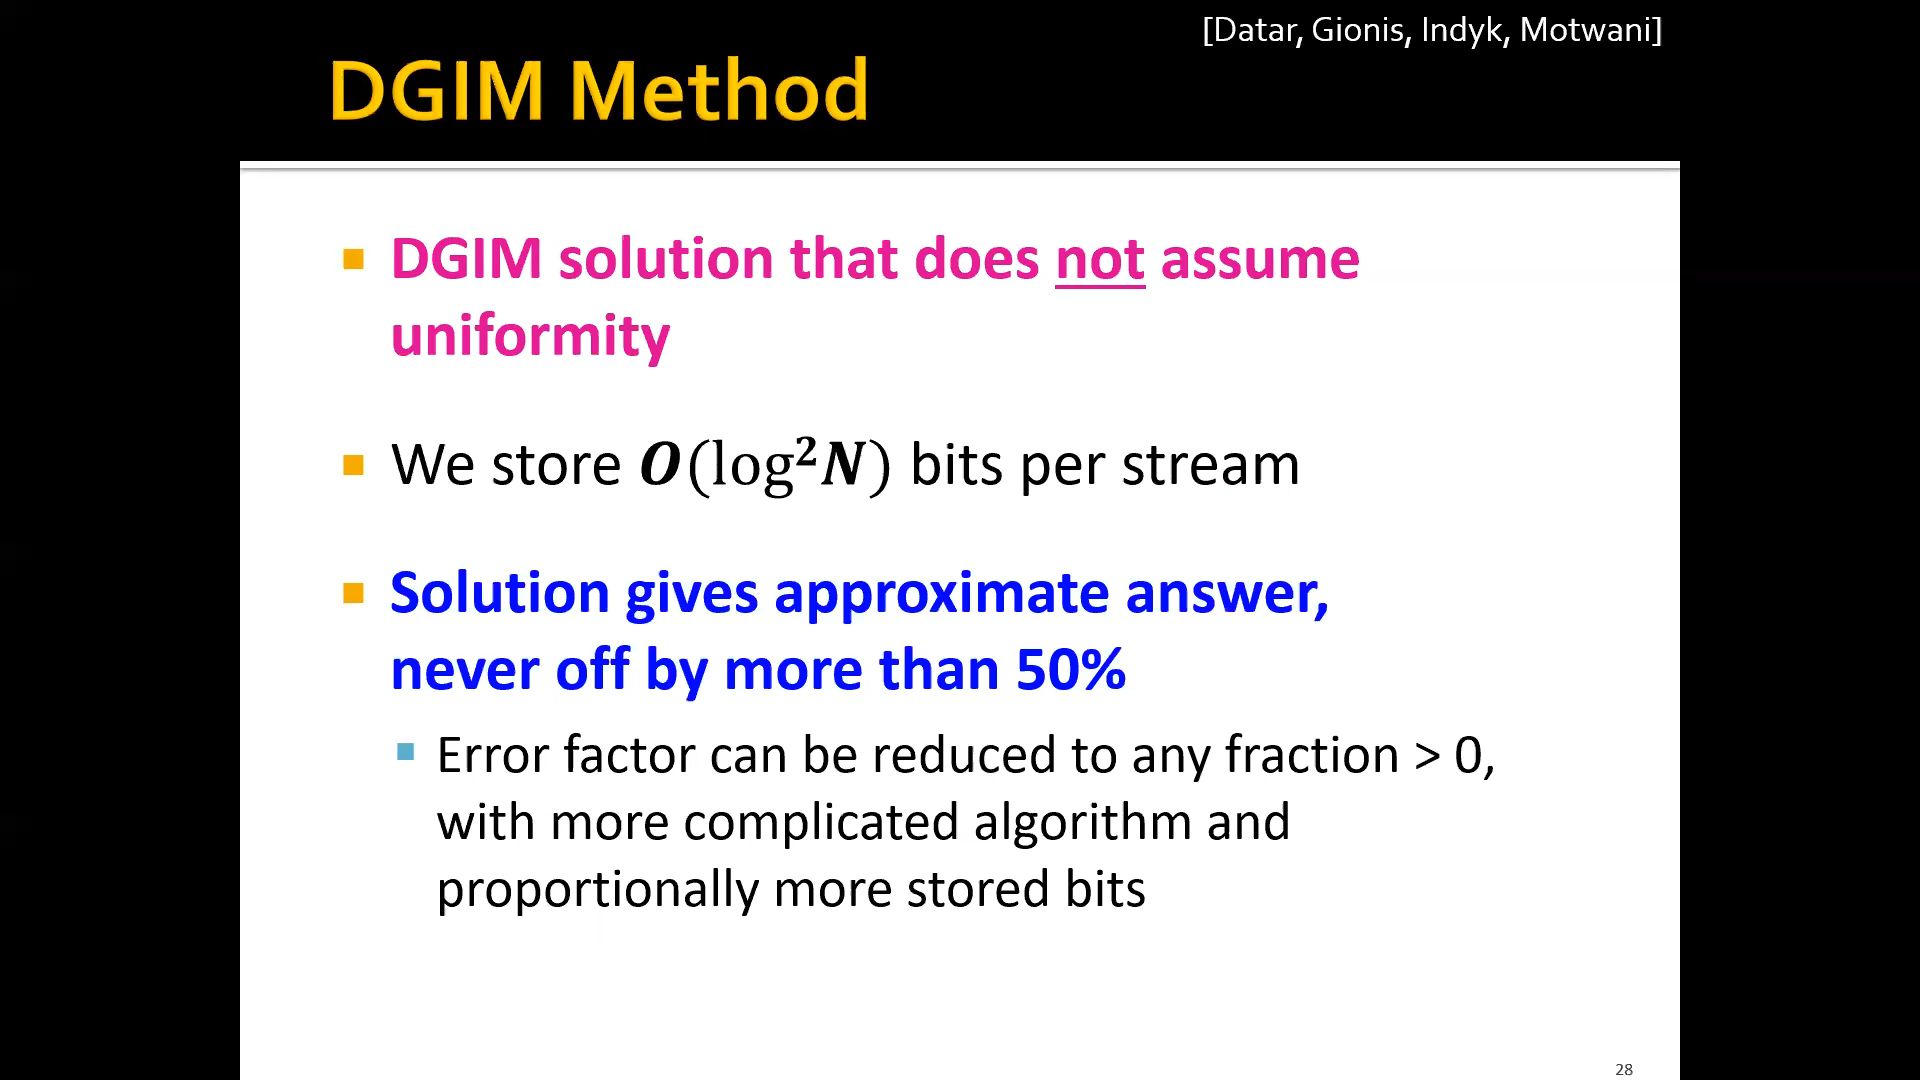 [Datar, Gionis, Indyk, Motwani]
DGIM Method
DGIM solution that does not assume
uniformity
We store O(log²N) bits per stream
Solution gives approximate answer,
never off by more than 50%
Error factor can be reduced to any fraction > 0,
with more complicated algorithm and
proportionally more stored bits
28